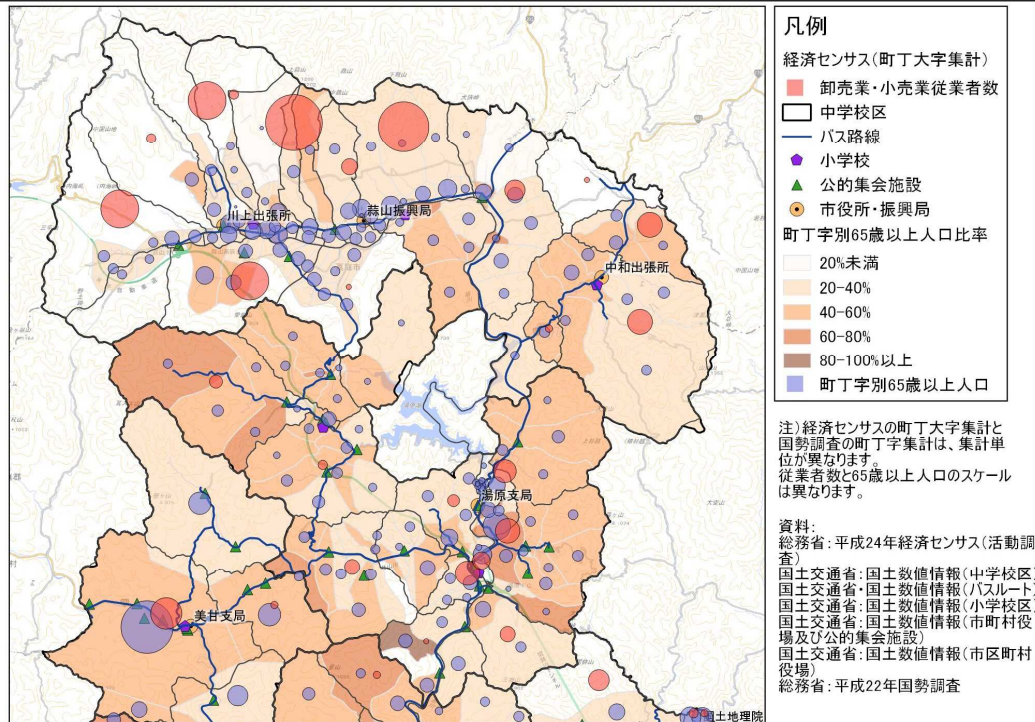 凡例
経済センサス(町丁大字集計)
卸売業・小売業従業者数
中学校区
バス路線
小学校
公的集会施設
市役所・振興局
町丁字別65歳以上人口比率
20%未満
20-40%
40-60%
60-80%
80-100%以上
町丁字別65歳以上人口
注)経済センサスの町丁大字集計と
国勢調査の町丁字集計は、集計単
位が異なります。
従業者数と65歳以上人口のスケール
は異なります。
資料:
総務省:平成24年経済センサス(活動調
査)
国土交通省:国土数値情報(中学校区)
国土交通省・国土数値情報(バスルート)
国土交通省:国土数値情報(小学校区)
国土交通省:国土数値情報(市町村役
場及び公的集会施設)
国土交通省:国土数値情報(市区町村
役場)
総務省:平成22年国勢調査
川上出張所
蒜山振興局
中和出張所
湯原支局
美甘支局
国土地理院